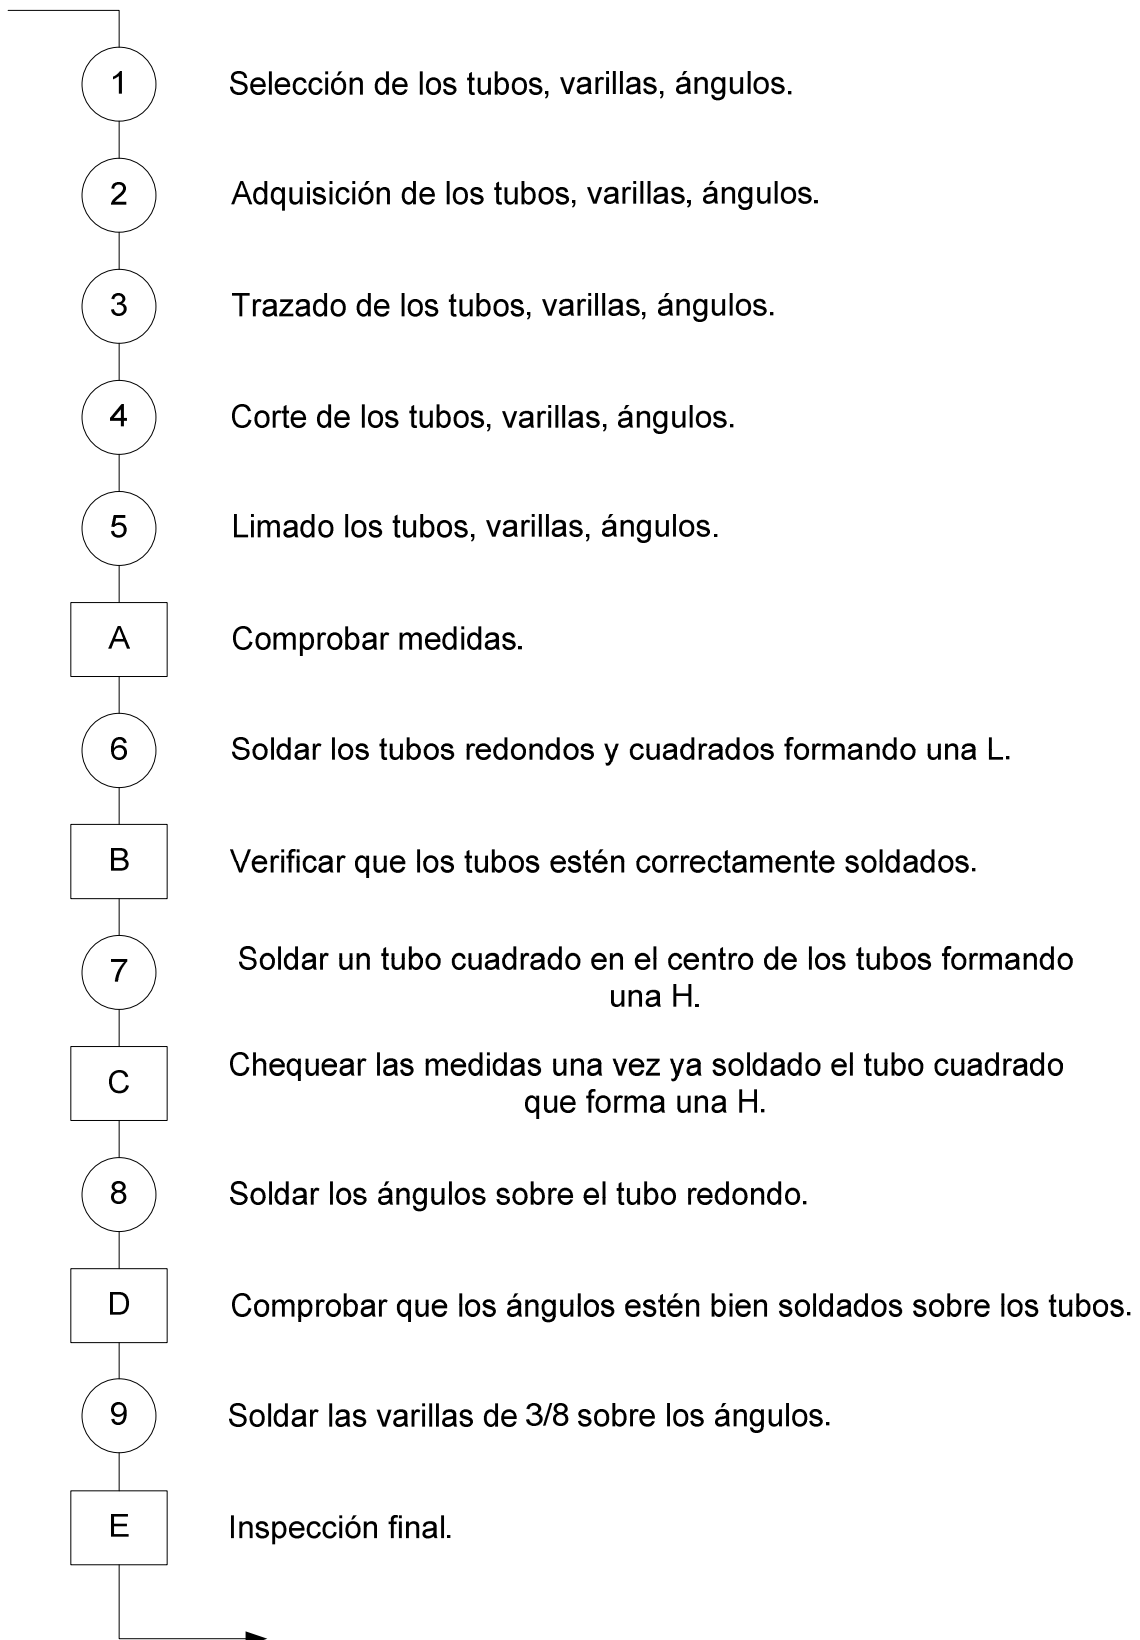 1 Selección de los tubos, varillas, ángulos.
2 Adquisición de los tubos, varillas, ángulos.
3 Trazado de los tubos, varillas, ángulos.
4 Corte de los tubos, varillas, ángulos.
5 Limado los tubos, varillas, ángulos.
A Comprobar medidas.
6 Soldar los tubos redondos y cuadrados formando una L.
B Verificar que los tubos estén correctamente soldados.
7 Soldar un tubo cuadrado en el centro de los tubos formando
una H.
C Chequear las medidas una vez ya soldado el tubo cuadrado
que forma una H.
8 Soldar los ángulos sobre el tubo redondo.
D Comprobar que los ángulos estén bien soldados sobre los tubos.
9 Soldar las varillas de 3/8 sobre los ángulos.
E Inspección final.